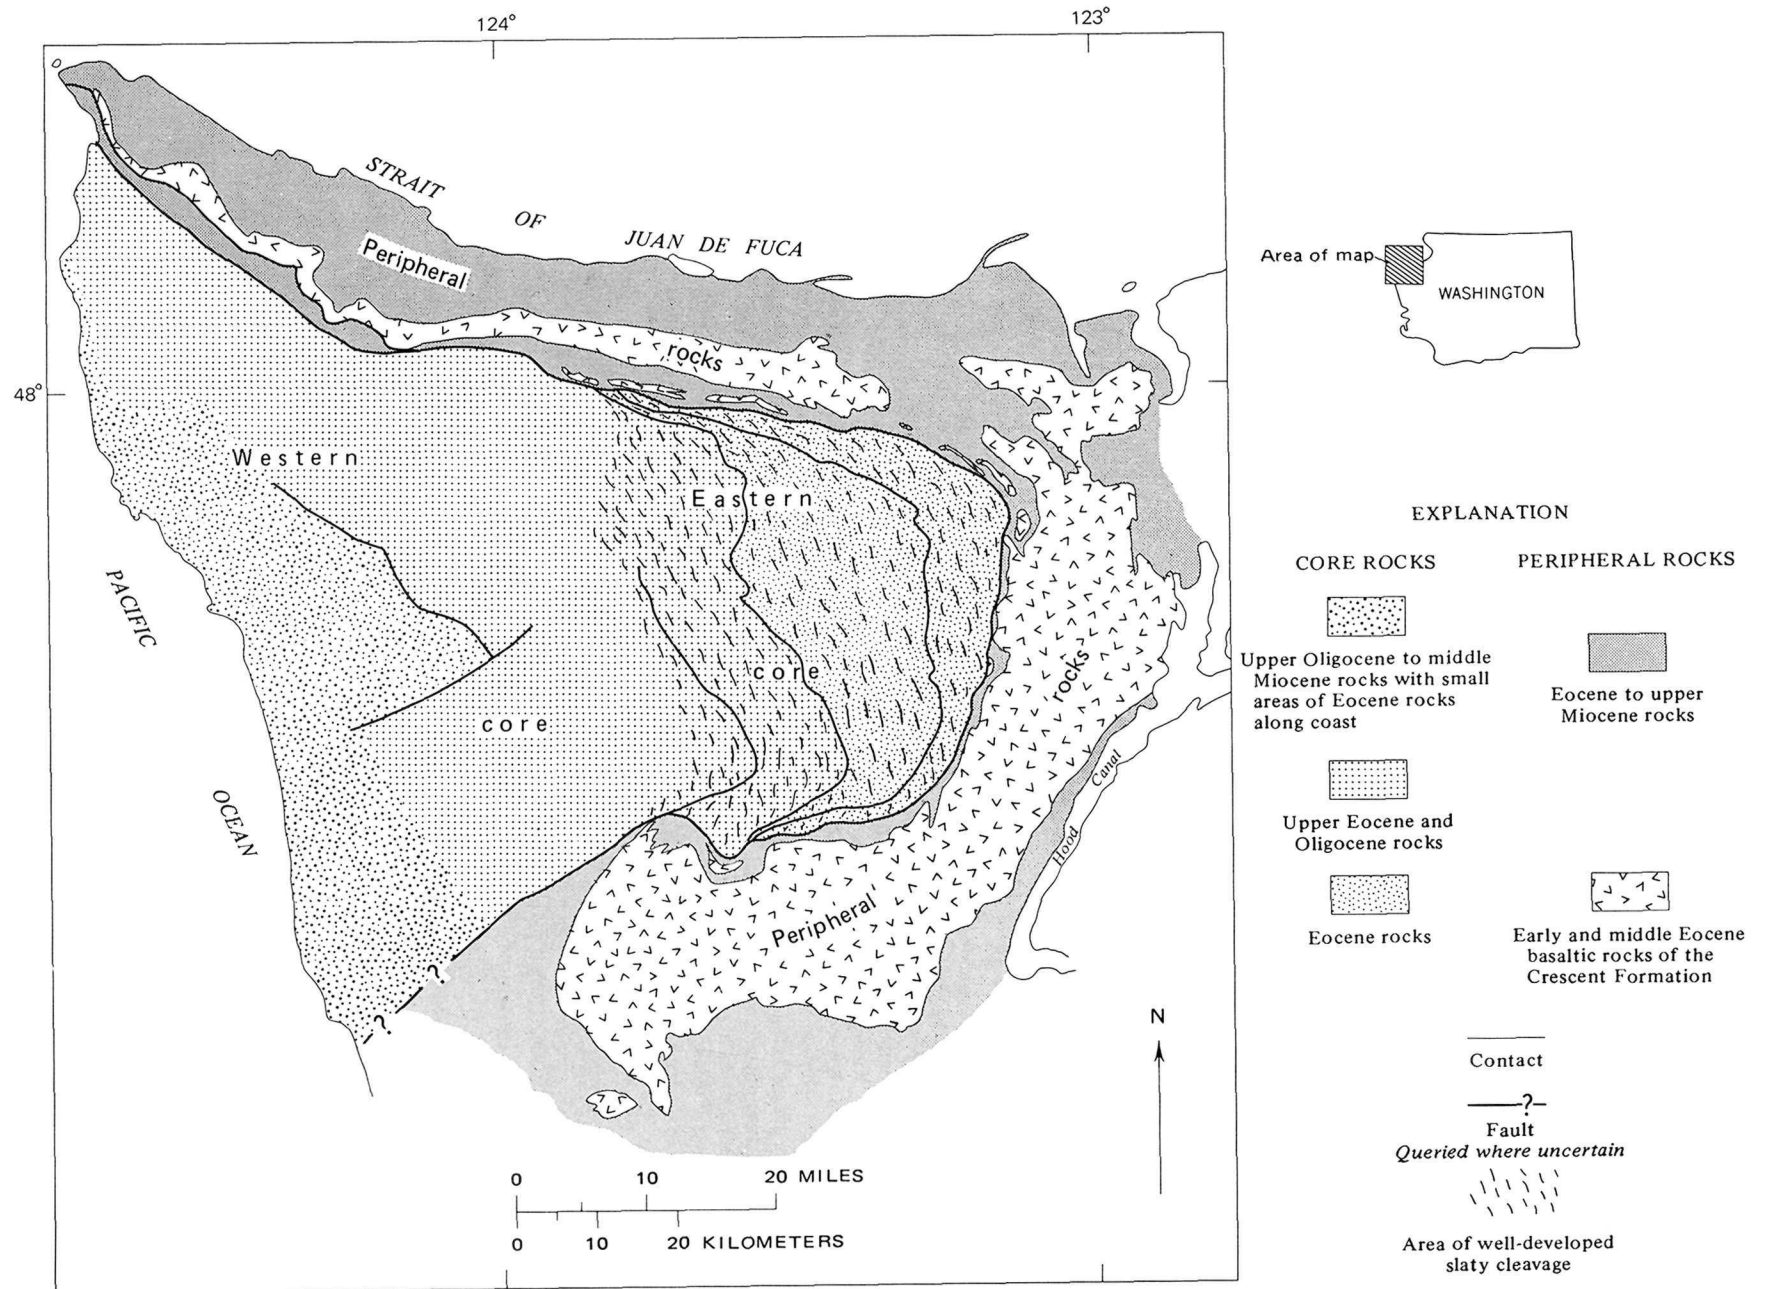 124°
123°
STRAIT
OF
JUAN DE FUCA
Peripheral
rocks
48°
Western
Eastern
core
core
rocks
PACIFIC
OCEAN
Canal
Hood
Peripheral
?
?
N
0 10 20 MILES
0 10 20 KILOMETERS
Area of map
WASHINGTON
EXPLANATION
CORE ROCKS
Upper Oligocene to middle
Miocene rocks with small
areas of Eocene rocks
along coast
Upper Eocene and
Oligocene rocks
Eocene rocks
PERIPHERAL ROCKS
Eocene to upper
Miocene rocks
Early and middle Eocene
basaltic rocks of the
Crescent Formation
Contact
?
Fault
Queried where uncertain
Area of well-developed
slaty cleavage